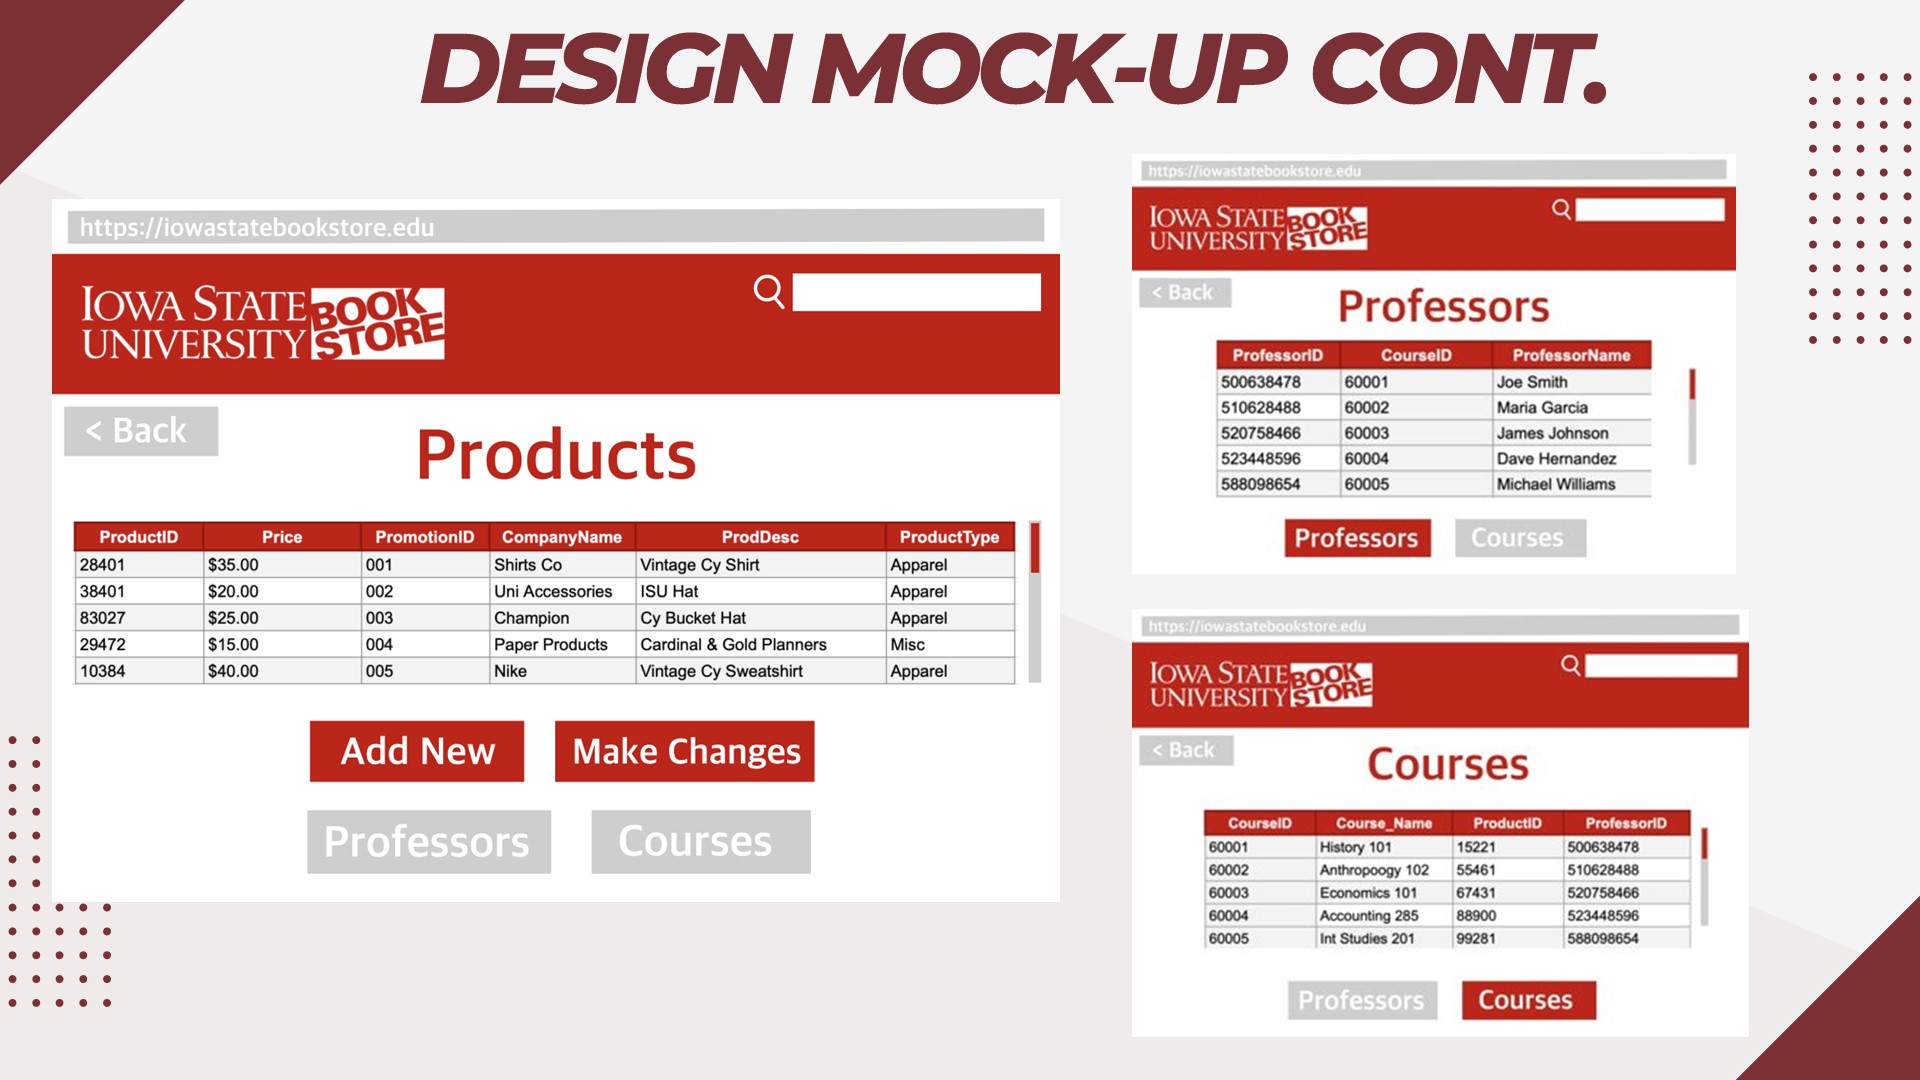 DESIGN MOCK-UP CONT.
https://iowastatebookstore.edu
IOWA STATE
UNIVERSITY
BOOK
STORE
< Back
Products
ProductID Price PromotionID CompanyName ProdDesc ProductType
28401 $35.00 001 Shirts Co Vintage Cy Shirt Apparel
38401 $20.00 002 Uni Accessories ISU Hat Apparel
83027 $25.00 003 Champion Cy Bucket Hat Apparel
29472 $15.00 004 Paper Products Cardinal & Gold Planners Misc
10384 $40.00 005 Nike Vintage Cy Sweatshirt Apparel
Add New Make Changes
Professors Courses
https://iowastatebookstore.edu
IOWA STATE
UNIVERSITY
BOOK
STORE
< Back
Professors
ProfessorID CourseID ProfessorName
500638478 60001 Joe Smith
510628488 60002 Maria Garcia
520758466 60003 James Johnson
523448596 60004 Dave Hernandez
588098654 60005 Michael Williams
Professors Courses
https://iowastatebookstore.edu
IOWA STATE
UNIVERSITY
BOOK
STORE
< Back
Courses
CourseID Course_Name ProductID ProfessorID
60001 History 101 15221 500638478
60002 Anthropoogy 102 55461 510628488
60003 Economics 101 67431 520758466
60004 Accounting 285 88900 523448596
60005 Int Studies 201 99281 588098654
Professors Courses